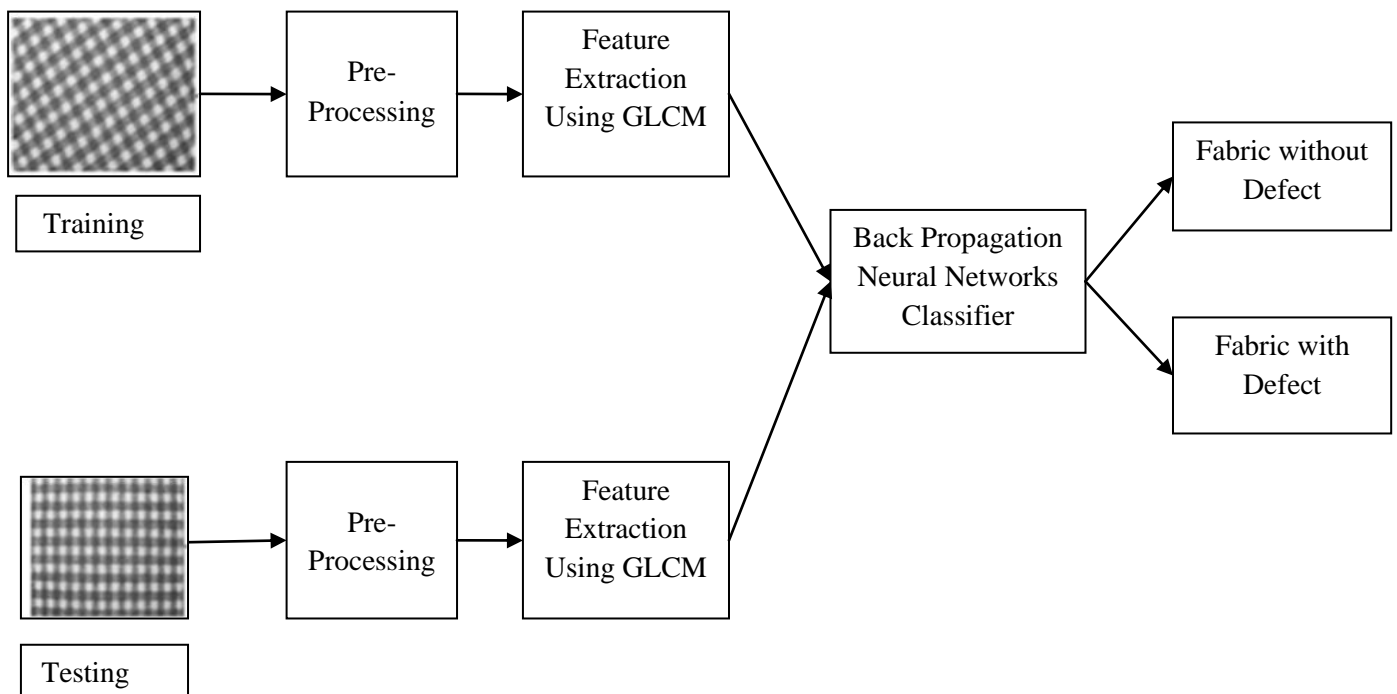 Pre-
Processing
Feature
Extraction
Using GLCM
Training
Back Propagation
Neural Networks
Classifier
Fabric without
Defect
Fabric with
Defect
Pre-
Processing
Feature
Extraction
Using GLCM
Testing